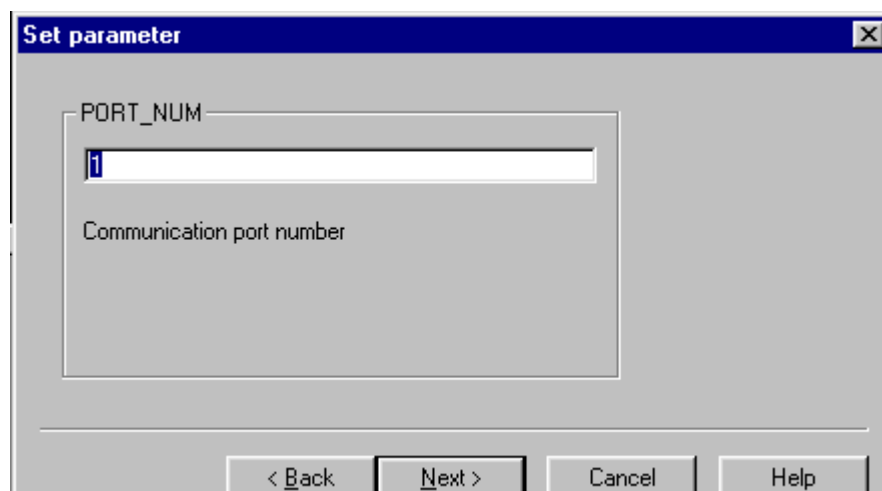 Set parameter
PORT_NUM
1
Communication port number
< Back Next > Cancel Help